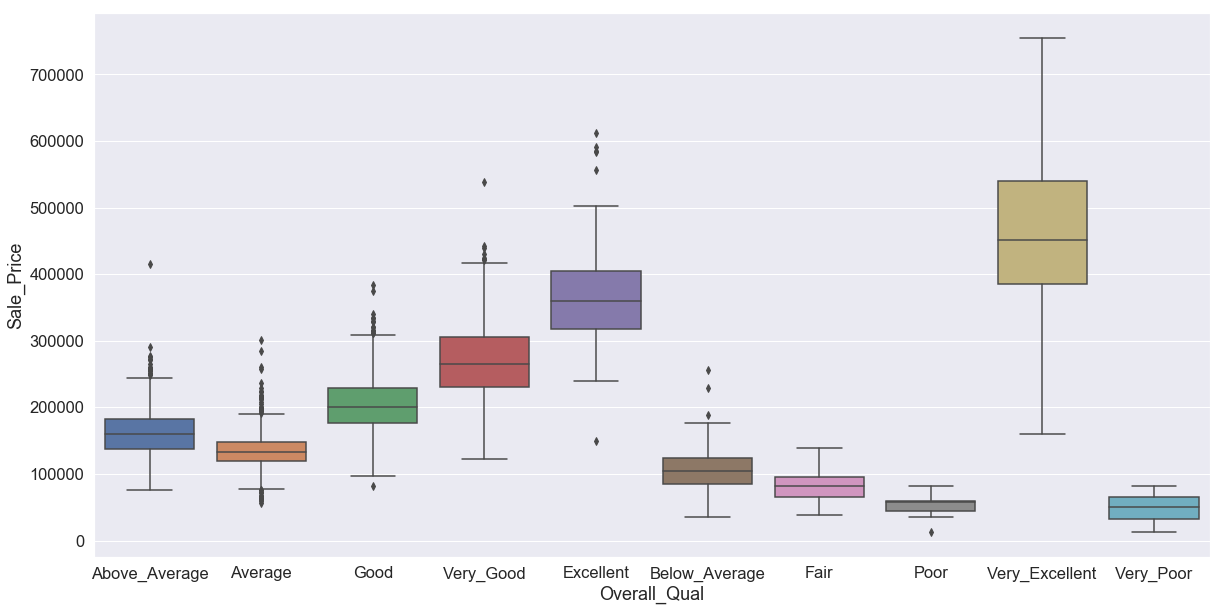 700000
600000
500000
400000
300000
200000
100000
0
Sale_Price
Above_Average Average Good Very_Good Excellent Below_Average Fair Poor Very_Excellent Very_Poor
Overall_Qual